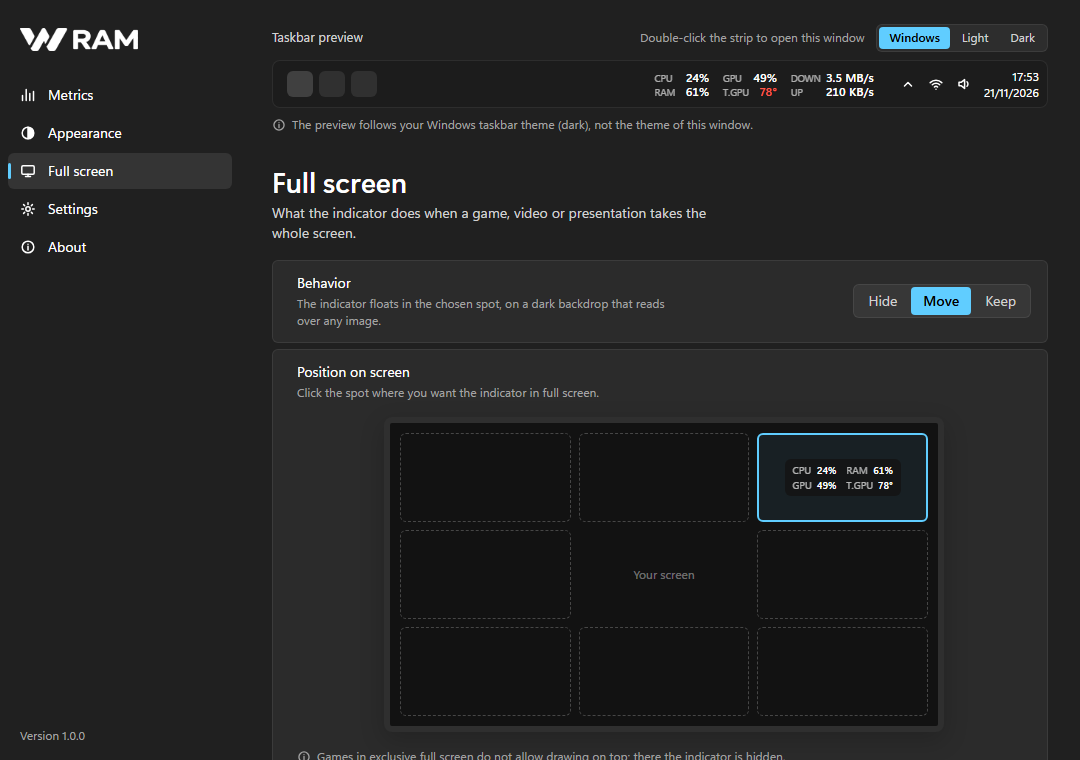 W RAM
Taskbar preview
Double-click the strip to open this window
Windows Light Dark
CPU 24% GPU 49% DOWN 3.5 MB/s
RAM 61% T.GPU 78° UP 210 KB/s
17:53
21/11/2026
The preview follows your Windows taskbar theme (dark), not the theme of this window.
Metrics
Appearance
Full screen
Settings
About
Full screen
What the indicator does when a game, video or presentation takes the
whole screen.
Behavior
The indicator floats in the chosen spot, on a dark backdrop that reads
over any image.
Hide Move Keep
Position on screen
Click the spot where you want the indicator in full screen.
CPU 24% RAM 61%
GPU 49% T.GPU 78°
Your screen
Games in exclusive full screen do not allow drawing on top; there the indicator is hidden.
Version 1.0.0